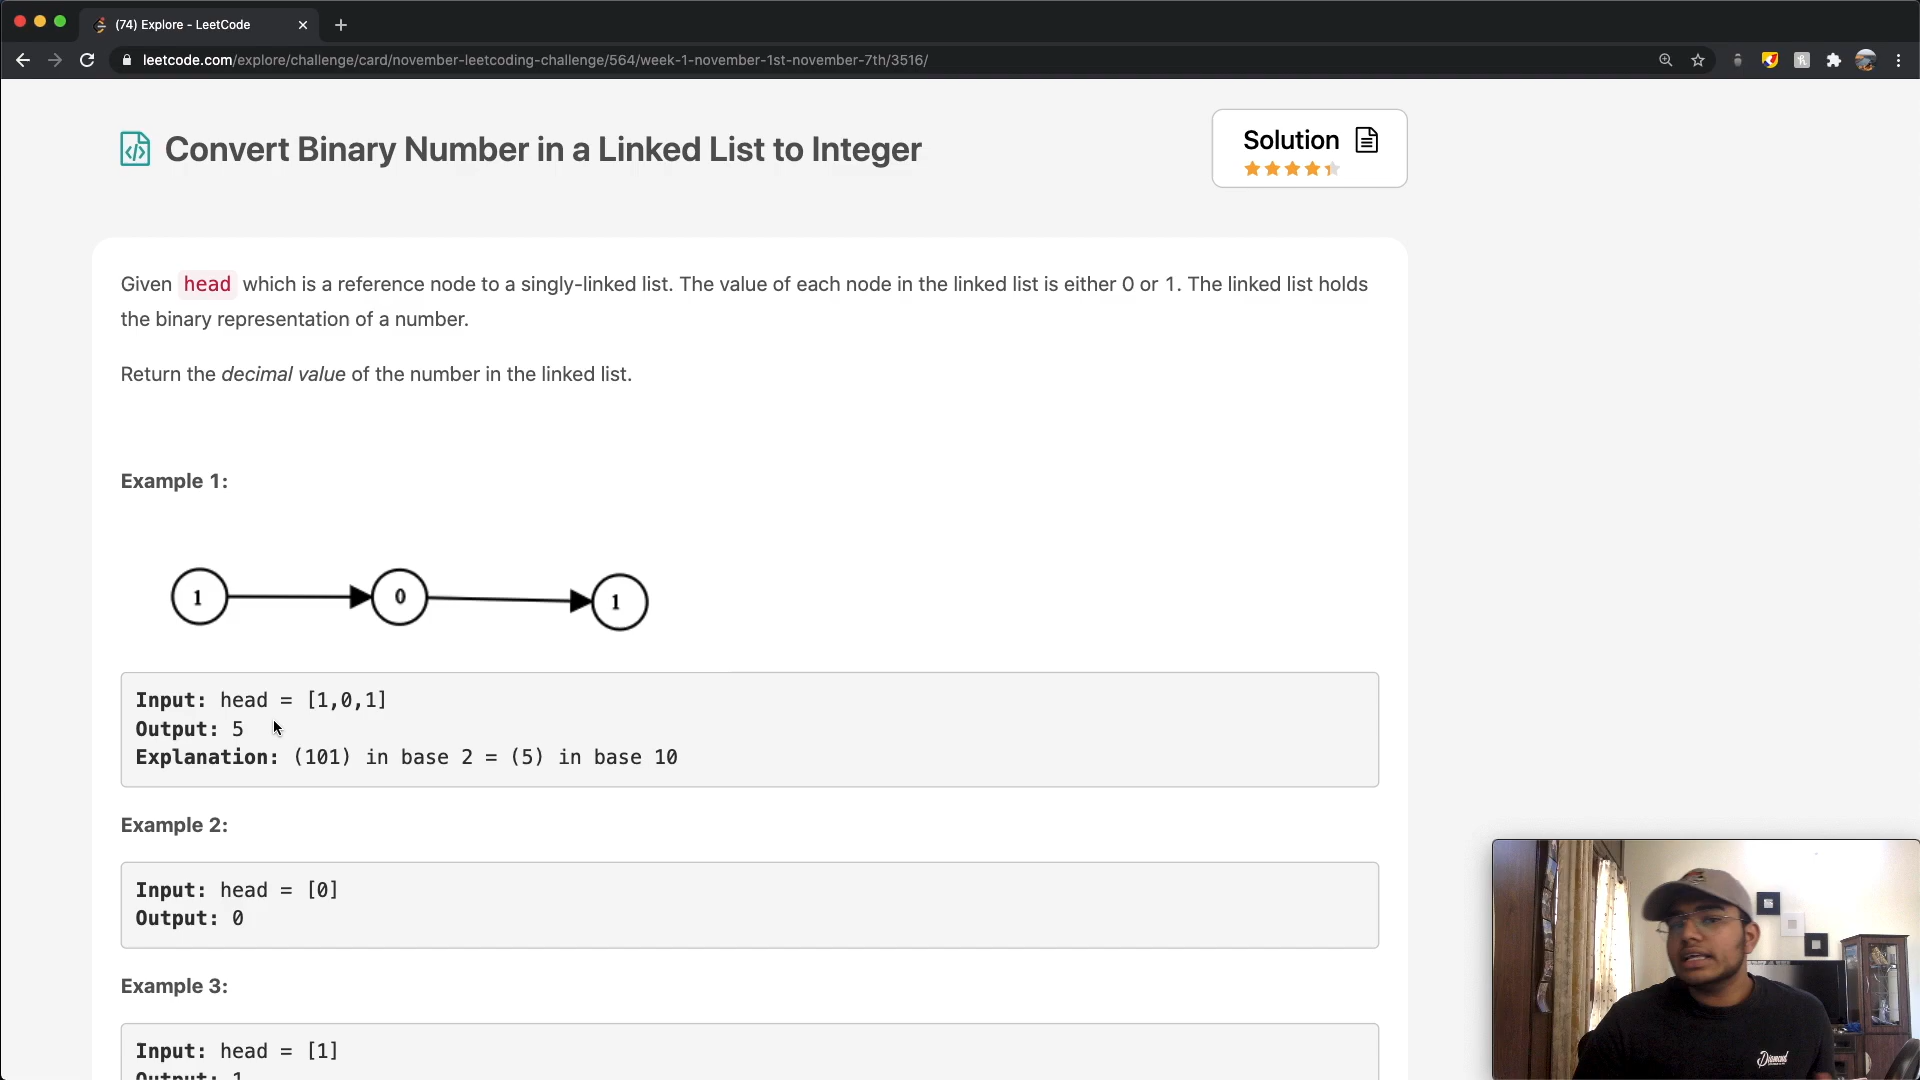 (74) Explore - LeetCode
leetcode.com/explore/challenge/card/november-leetcoding-challenge/564/week-1-november-1st-november-7th/3516/
Convert Binary Number in a Linked List to Integer
Solution
Given head which is a reference node to a singly-linked list. The value of each node in the linked list is either 0 or 1. The linked list holds
the binary representation of a number.
Return the decimal value of the number in the linked list.
Example 1:
1 0 1
Input: head = [1,0,1]
Output: 5
Explanation: (101) in base 2 = (5) in base 10
Example 2:
Input: head = [0]
Output: 0
Example 3:
Input: head = [1]
Output: 1
Diamond